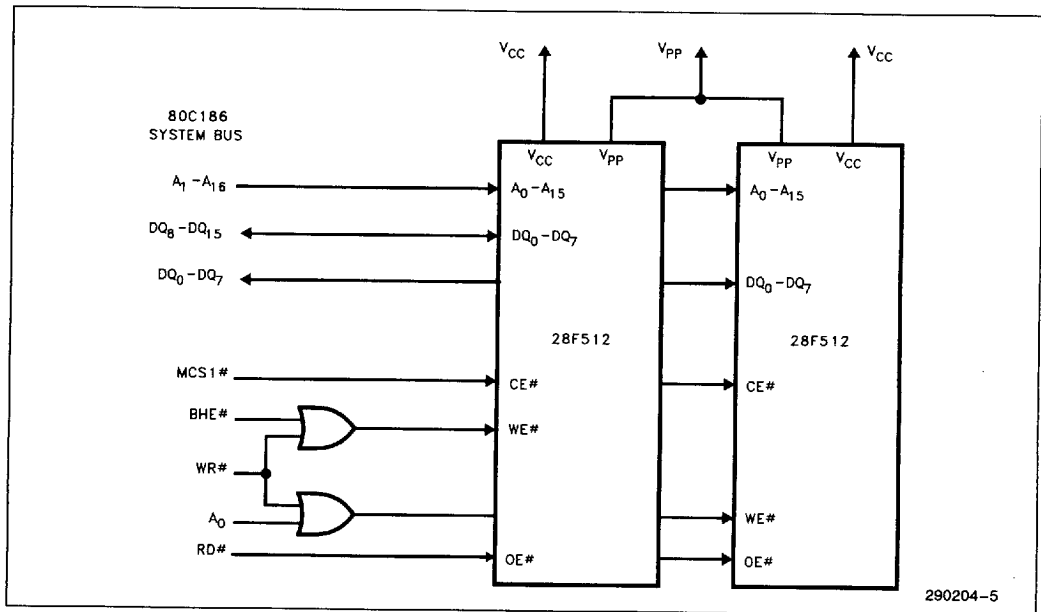 V_CC
V_PP
V_CC
80C186
SYSTEM BUS
V_CC
V_PP
V_PP
V_CC
A_1 -A_16
A_0-A_15
A_0-A_15
DQ_8-DQ_15
DQ_0-DQ_7
DQ_0-DQ_7
DQ_0-DQ_7
28F512
28F512
MCS1#
CE#
CE#
BHE#
WE#
WR#
A_0
WE#
RD#
OE#
OE#
290204-5